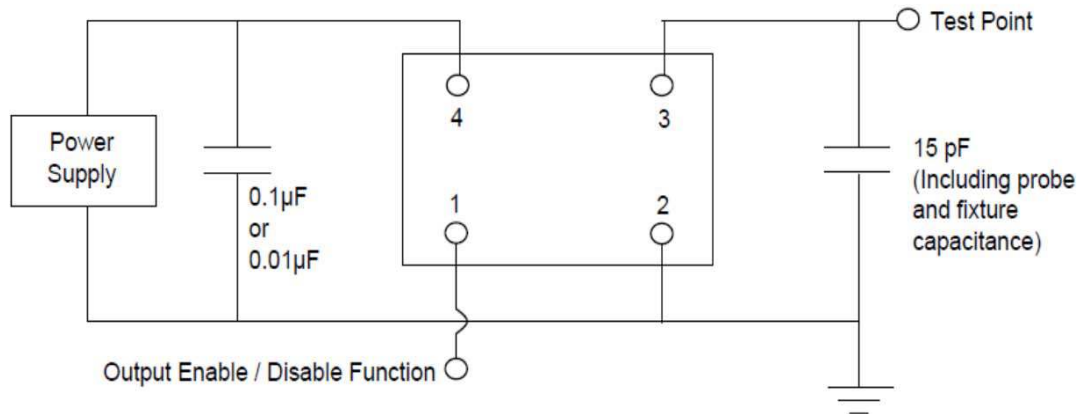 Test Point
4
3
Power
Supply
0.1µF
or
0.01µF
1
2
15 pF
(Including probe
and fixture
capacitance)
Output Enable / Disable Function